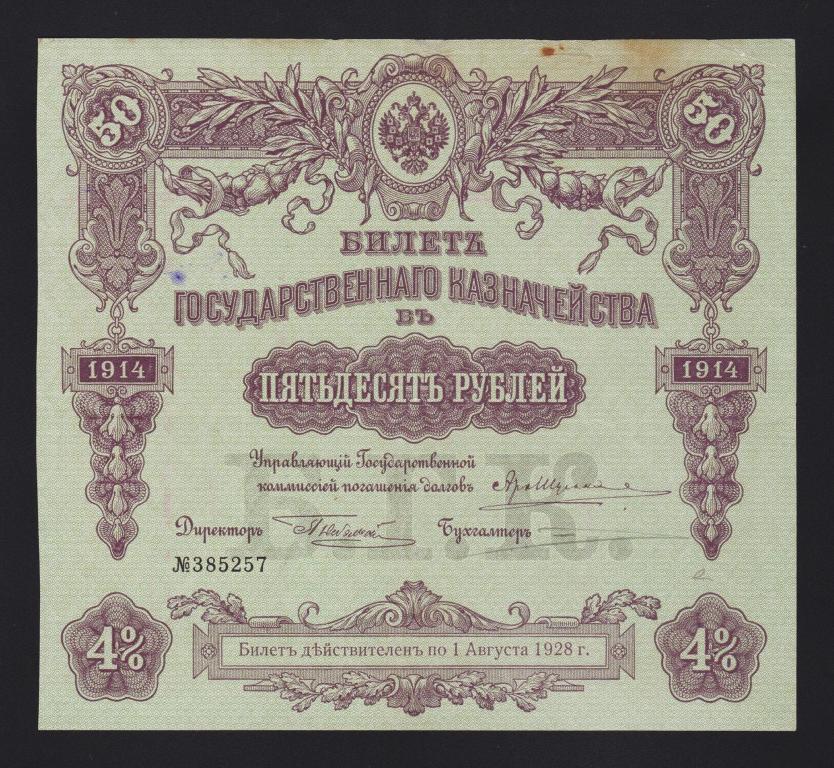 50 50
БИЛЕТЪ
ГОСУДАРСТВЕННАГО КАЗНАЧЕЙСТВА
ВЪ
1914 1914
ПЯТЬДЕСЯТЪ РУБЛЕЙ
Управляющій Государственной
коммиссіей погашенія долговъ
Директоръ Бухгалтеръ
№385257
4% 4%
Билетъ дѣйствителенъ по 1 Августа 1928 г.